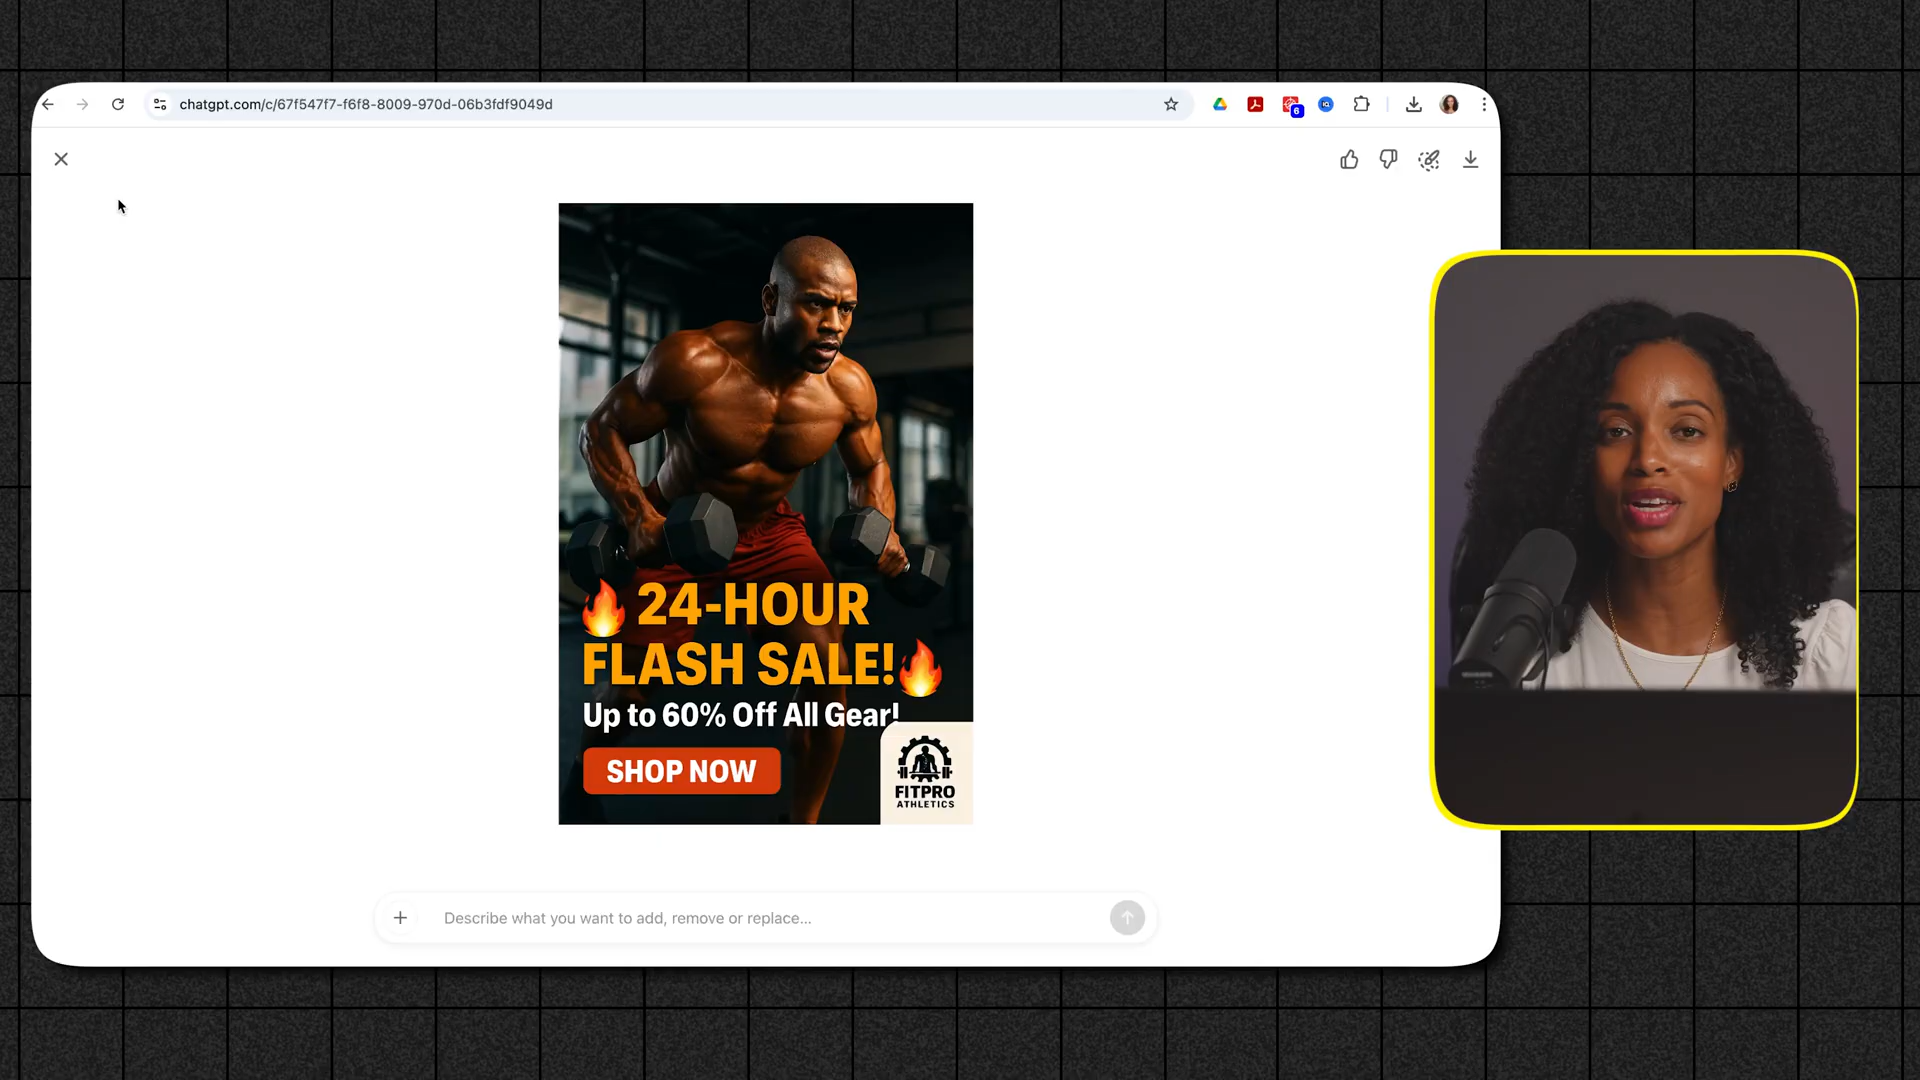 chatgpt.com/c/67f547f7-f6f8-8009-970d-06b3fdf9049d
6
🔥 24-HOUR
FLASH SALE!🔥
Up to 60% Off All Gear!
SHOP NOW
FITPRO
ATHLETICS
Describe what you want to add, remove or replace...